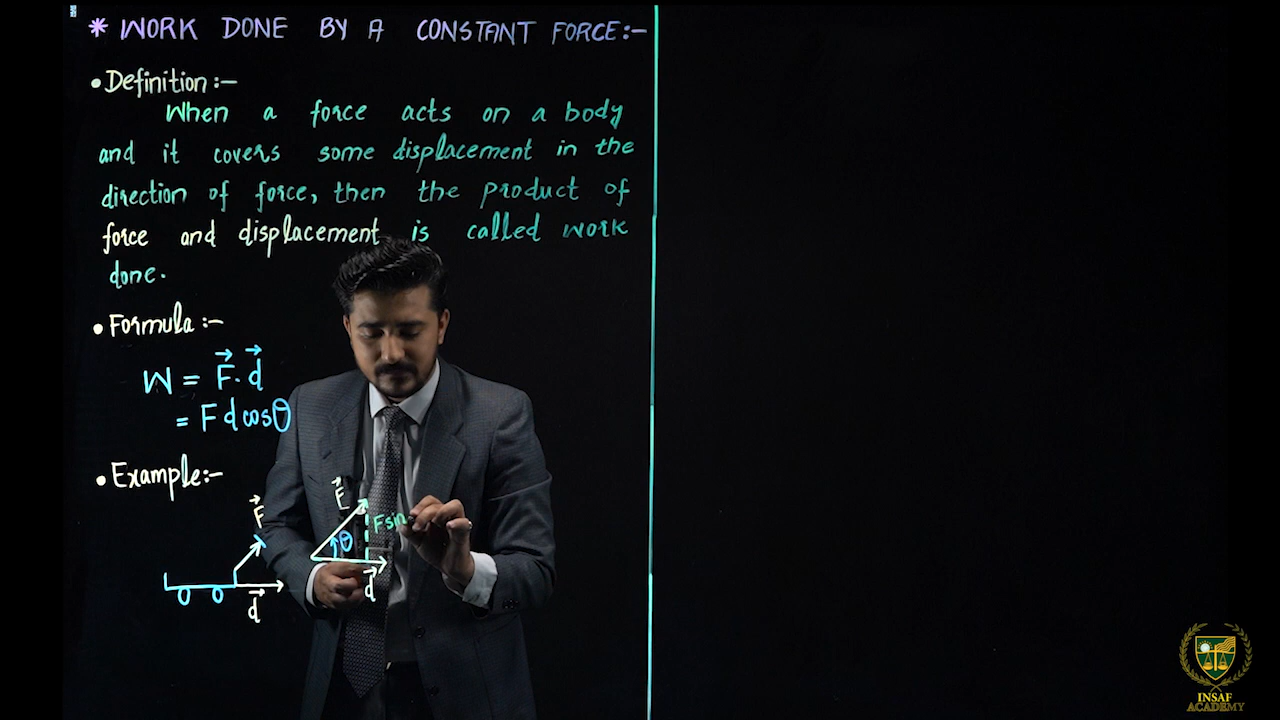 * WORK DONE BY A CONSTANT FORCE:-
• Definition:-
When a force acts on a body
and it covers some displacement in the
direction of force, then the product of
force and displacement is called work
done.
• Formula:-
W = F⃗. d⃗
= F d cosθ
• Example:-
F⃗
d⃗
F⃗
θ
Fsin
d⃗
INSAF
ACADEMY